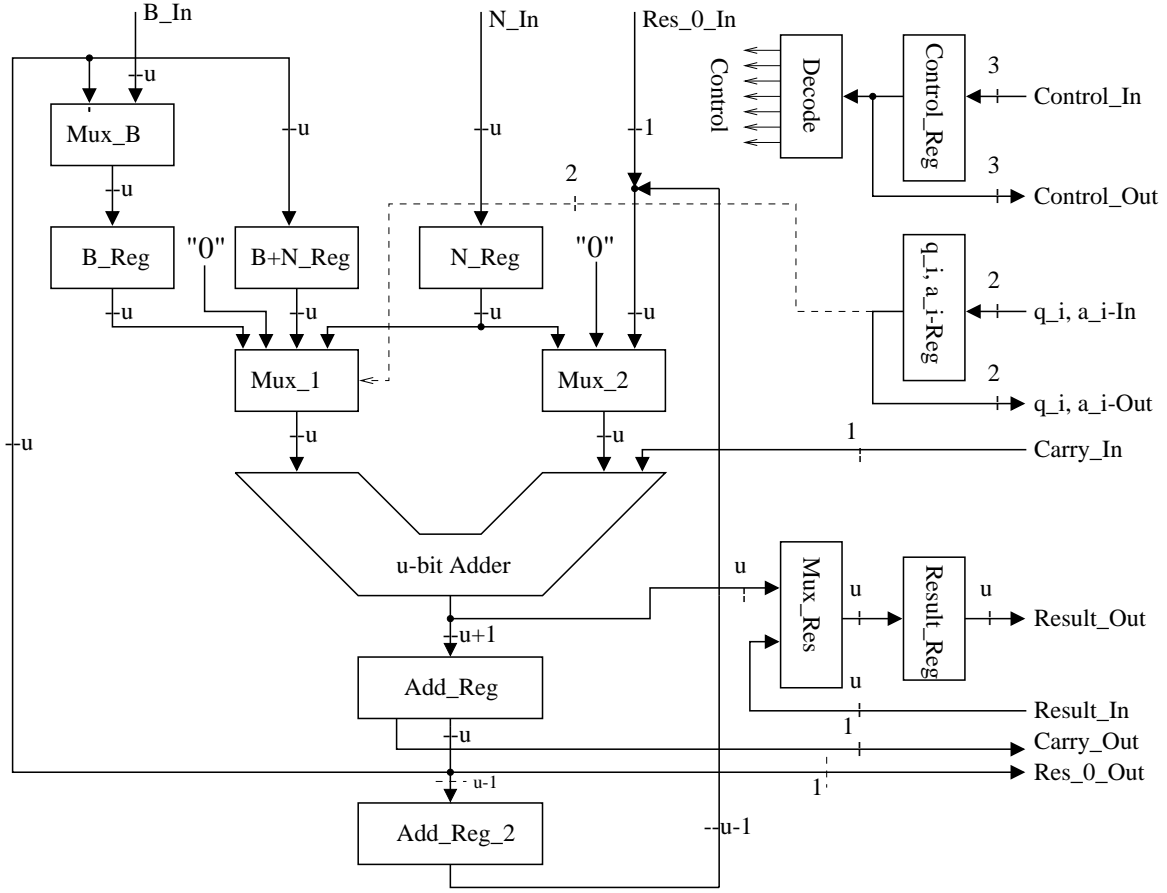 B_In
N_In
Res_0_In
u
Mux_B
u
u
1
Control
Decode
Control_Reg
3
Control_In
3
Control_Out
u
2
B_Reg
"0"
B+N_Reg
N_Reg
"0"
q_i, a_i-Reg
2
q_i, a_i-In
u
u
u
u
Mux_1
Mux_2
2
q_i, a_i-Out
u
u
u
1
Carry_In
u-bit Adder
u
Mux_Res
u
Result_Reg
u
Result_Out
u+1
Add_Reg
u
Result_In
u
1
Carry_Out
u-1
1
Res_0_Out
Add_Reg_2
--u-1